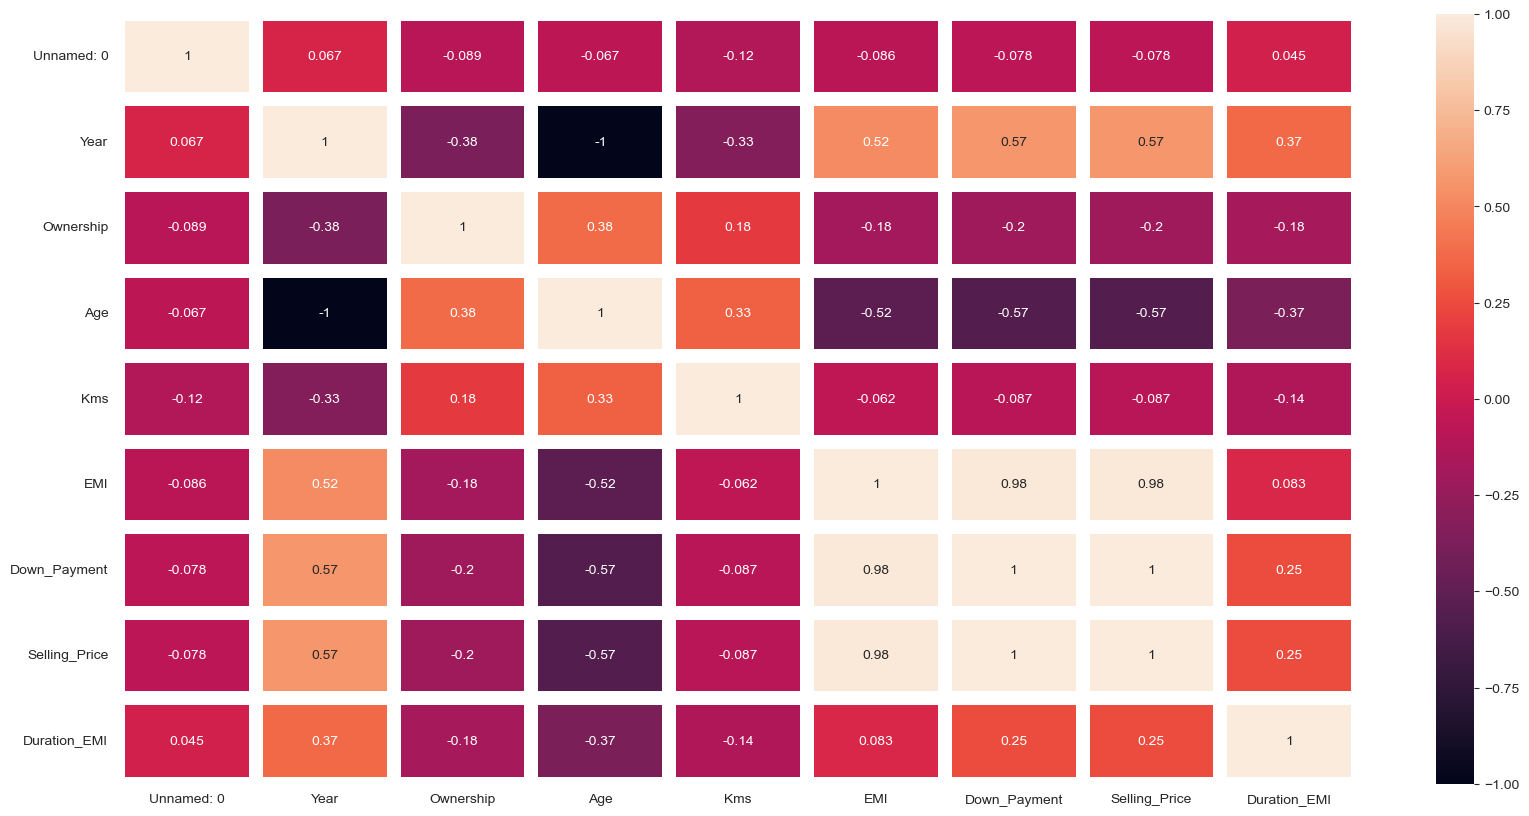 Unnamed: 0 1 0.067 -0.089 -0.067 -0.12 -0.086 -0.078 -0.078 0.045
Year 0.067 1 -0.38 -1 -0.33 0.52 0.57 0.57 0.37
Ownership -0.089 -0.38 1 0.38 0.18 -0.18 -0.2 -0.2 -0.18
Age -0.067 -1 0.38 1 0.33 -0.52 -0.57 -0.57 -0.37
Kms -0.12 -0.33 0.18 0.33 1 -0.062 -0.087 -0.087 -0.14
EMI -0.086 0.52 -0.18 -0.52 -0.062 1 0.98 0.98 0.083
Down_Payment -0.078 0.57 -0.2 -0.57 -0.087 0.98 1 1 0.25
Selling_Price -0.078 0.57 -0.2 -0.57 -0.087 0.98 1 1 0.25
Duration_EMI 0.045 0.37 -0.18 -0.37 -0.14 0.083 0.25 0.25 1
Unnamed: 0 Year Ownership Age Kms EMI Down_Payment Selling_Price Duration_EMI
1.00
0.75
0.50
0.25
0.00
−0.25
−0.50
−0.75
−1.00